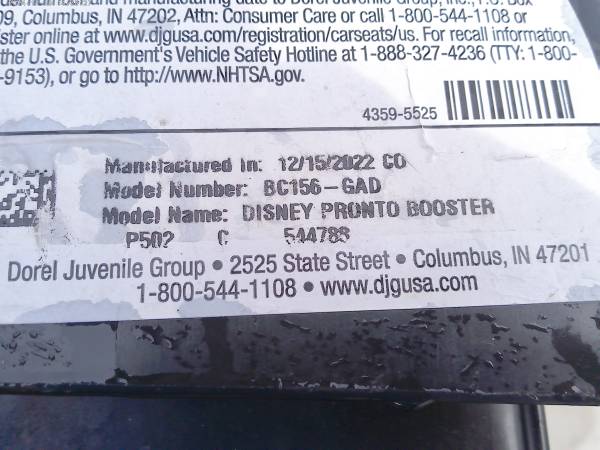 and manufacturing date to Dorel Juvenile Group, Inc., P.O. Box
09, Columbus, IN 47202, Attn: Consumer Care or call 1-800-544-1108 or
ister online at www.djgusa.com/registration/carseats/us. For recall information,
the U.S. Government's Vehicle Safety Hotline at 1-888-327-4236 (TTY: 1-800-
-9153), or go to http://www.NHTSA.gov.
4359-5525
Manufactured In: 12/15/2022 CO
Model Number: BC156-GAD
Model Name: DISNEY PRONTO BOOSTER
P502 C 544788
Dorel Juvenile Group • 2525 State Street • Columbus, IN 47201
1-800-544-1108 • www.djgusa.com